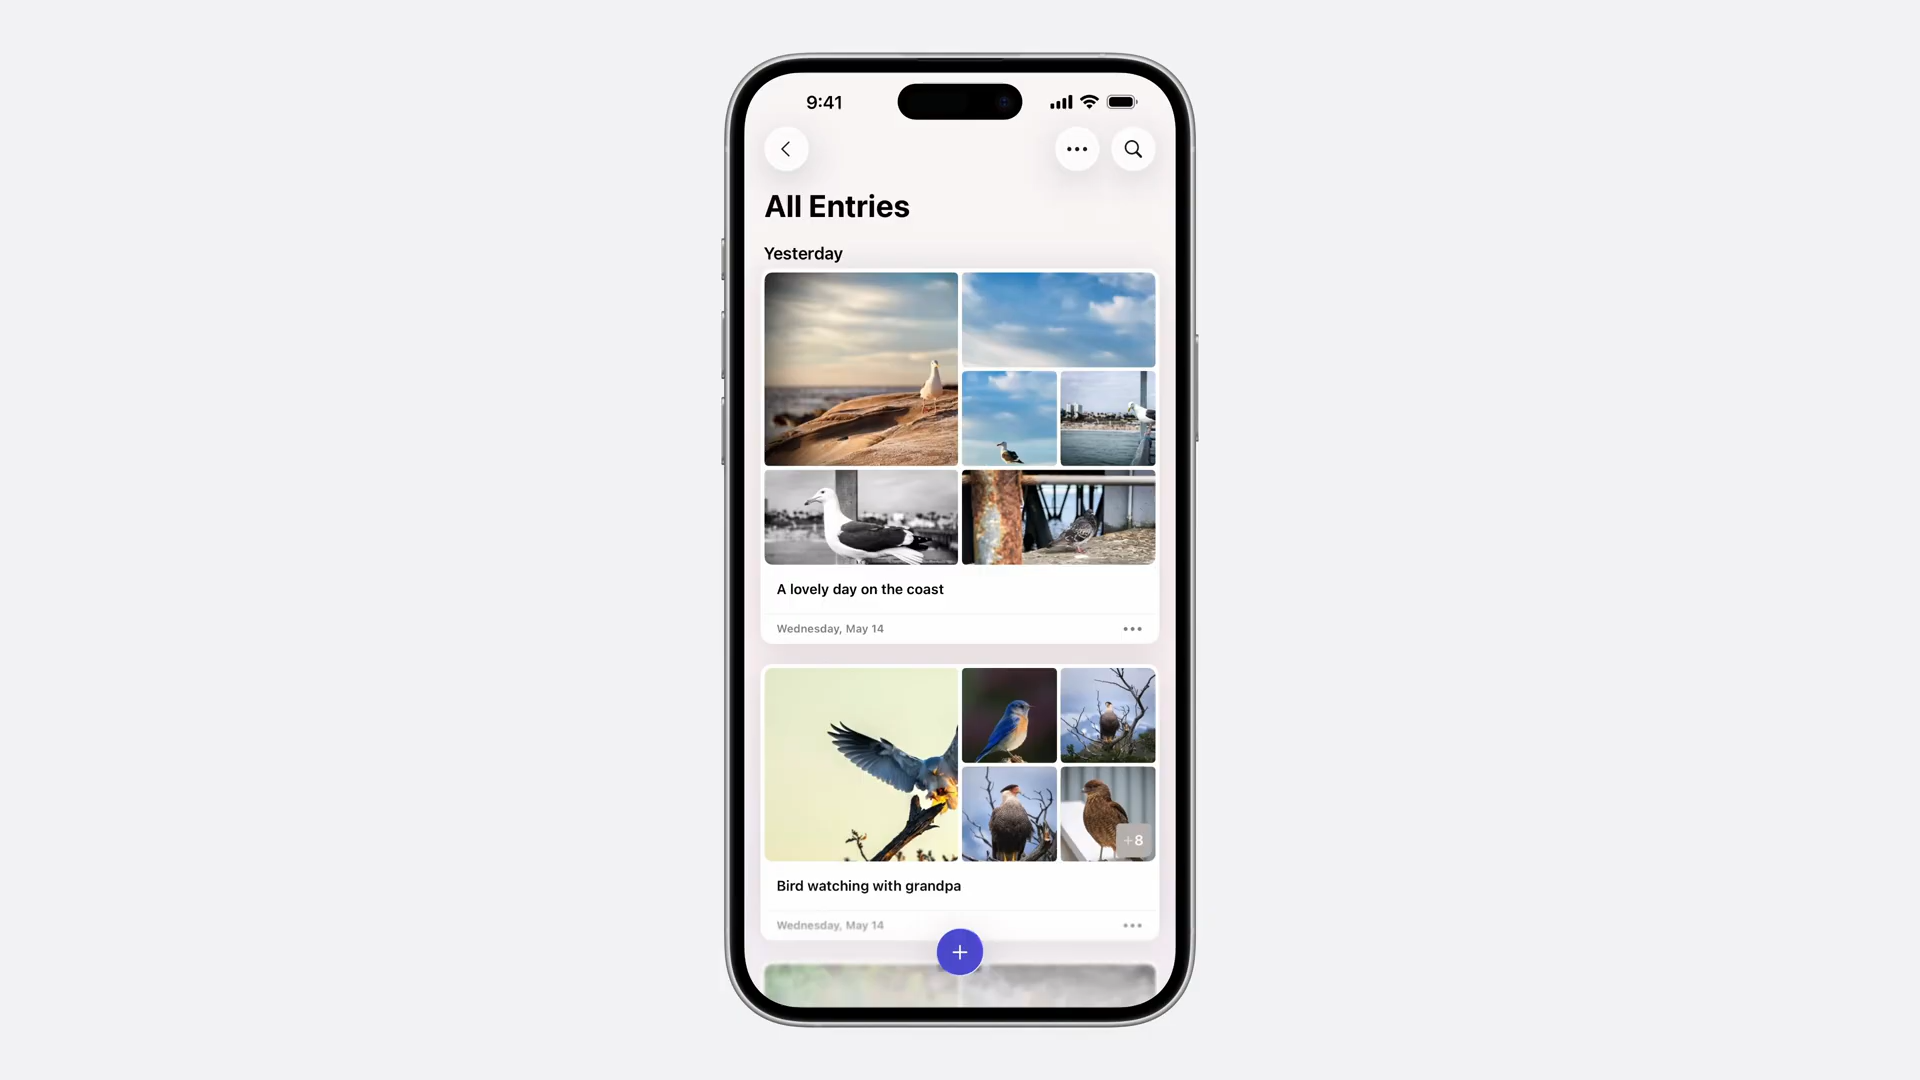 9:41
All Entries
Yesterday
A lovely day on the coast
Wednesday, May 14
+8
Bird watching with grandpa
Wednesday, May 14